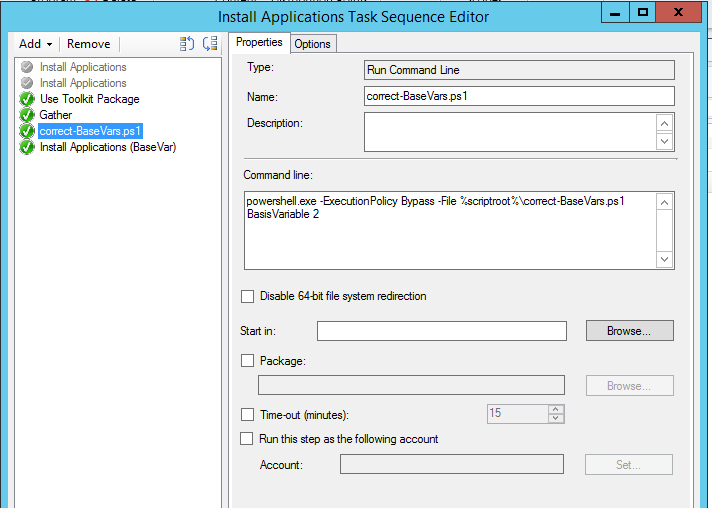 Install Applications Task Sequence Editor
Add
Remove
Install Applications
Install Applications
Use Toolkit Package
Gather
correct-BaseVars.ps1
Install Applications (BaseVar)
Properties
Options
Type:
Run Command Line
Name:
correct-BaseVars.ps1
Description:
Command line:
powershell.exe -ExecutionPolicy Bypass -File %scriptroot%\correct-BaseVars.ps1
BasisVariable 2
Disable 64-bit file system redirection
Start in:
Browse...
Package:
Browse...
Time-out (minutes):
15
Run this step as the following account
Account:
Set...